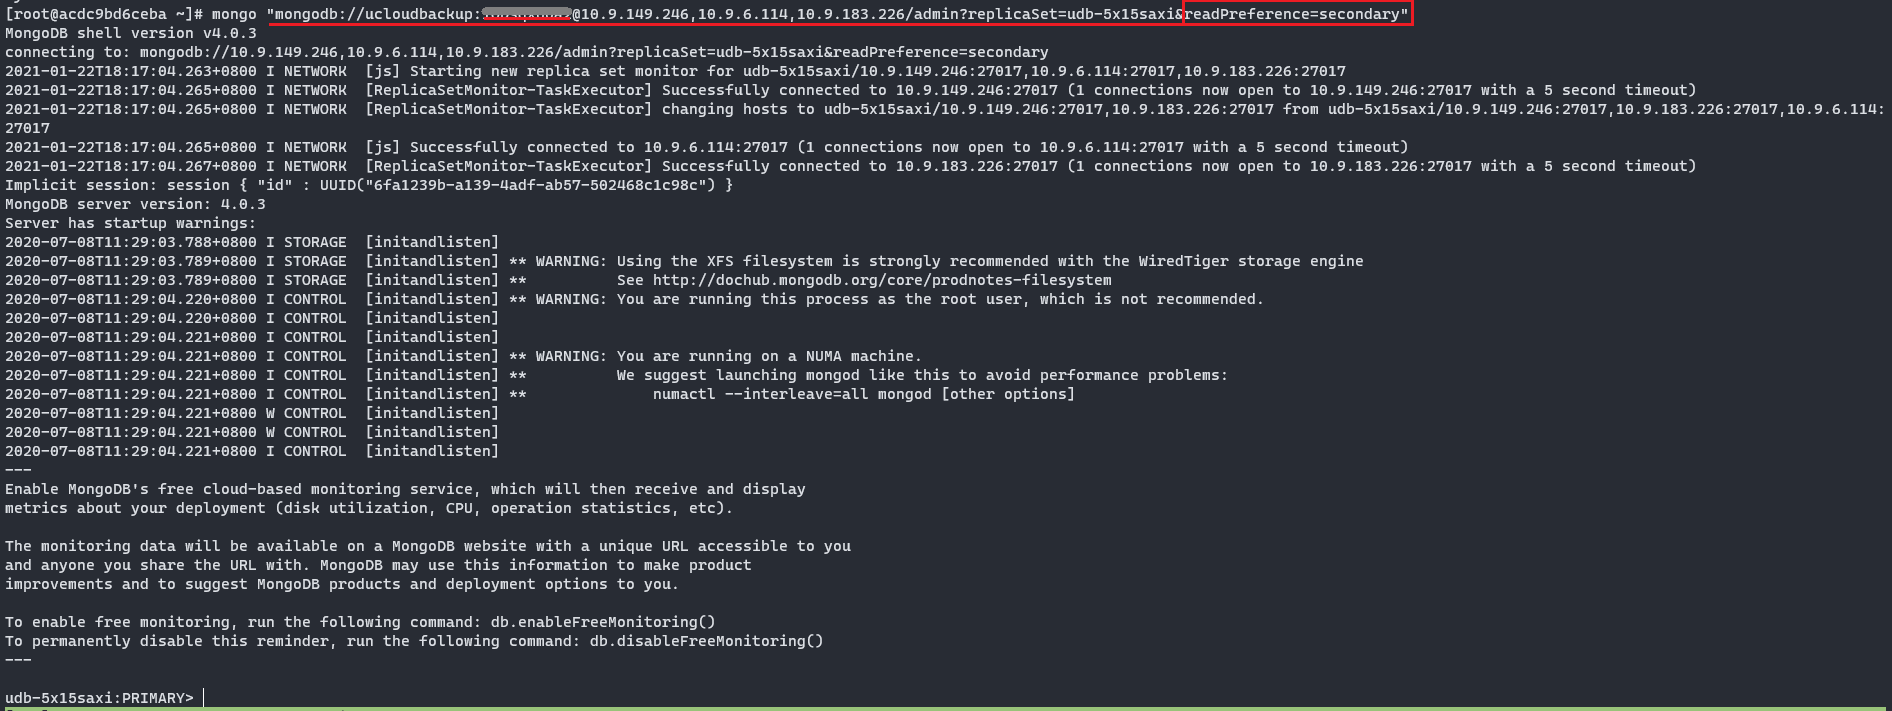 [root@acdc9bd6ceba ~]# mongo "mongodb://ucloudbackup:@10.9.149.246,10.9.6.114,10.9.183.226/admin?replicaSet=udb-5x15saxi&readPreference=secondary"
MongoDB shell version v4.0.3
connecting to: mongodb://10.9.149.246,10.9.6.114,10.9.183.226/admin?replicaSet=udb-5x15saxi&readPreference=secondary
2021-01-22T18:17:04.263+0800 I NETWORK  [js] Starting new replica set monitor for udb-5x15saxi/10.9.149.246:27017,10.9.6.114:27017,10.9.183.226:27017
2021-01-22T18:17:04.265+0800 I NETWORK  [ReplicaSetMonitor-TaskExecutor] Successfully connected to 10.9.149.246:27017 (1 connections now open to 10.9.149.246:27017 with a 5 second timeout)
2021-01-22T18:17:04.265+0800 I NETWORK  [ReplicaSetMonitor-TaskExecutor] changing hosts to udb-5x15saxi/10.9.149.246:27017,10.9.183.226:27017 from udb-5x15saxi/10.9.149.246:27017,10.9.183.226:27017,10.9.6.114:
27017
2021-01-22T18:17:04.265+0800 I NETWORK  [js] Successfully connected to 10.9.6.114:27017 (1 connections now open to 10.9.6.114:27017 with a 5 second timeout)
2021-01-22T18:17:04.267+0800 I NETWORK  [ReplicaSetMonitor-TaskExecutor] Successfully connected to 10.9.183.226:27017 (1 connections now open to 10.9.183.226:27017 with a 5 second timeout)
Implicit session: session { "id" : UUID("6fa1239b-a139-4adf-ab57-502468c1c98c") }
MongoDB server version: 4.0.3
Server has startup warnings:
2020-07-08T11:29:03.788+0800 I STORAGE  [initandlisten]
2020-07-08T11:29:03.789+0800 I STORAGE  [initandlisten] ** WARNING: Using the XFS filesystem is strongly recommended with the WiredTiger storage engine
2020-07-08T11:29:03.789+0800 I STORAGE  [initandlisten] **          See http://dochub.mongodb.org/core/prodnotes-filesystem
2020-07-08T11:29:04.220+0800 I CONTROL  [initandlisten] ** WARNING: You are running this process as the root user, which is not recommended.
2020-07-08T11:29:04.220+0800 I CONTROL  [initandlisten]
2020-07-08T11:29:04.221+0800 I CONTROL  [initandlisten]
2020-07-08T11:29:04.221+0800 I CONTROL  [initandlisten] ** WARNING: You are running on a NUMA machine.
2020-07-08T11:29:04.221+0800 I CONTROL  [initandlisten] **          We suggest launching mongod like this to avoid performance problems:
2020-07-08T11:29:04.221+0800 I CONTROL  [initandlisten] **              numactl --interleave=all mongod [other options]
2020-07-08T11:29:04.221+0800 W CONTROL  [initandlisten]
2020-07-08T11:29:04.221+0800 W CONTROL  [initandlisten]
2020-07-08T11:29:04.221+0800 I CONTROL  [initandlisten]
---
Enable MongoDB's free cloud-based monitoring service, which will then receive and display
metrics about your deployment (disk utilization, CPU, operation statistics, etc).
The monitoring data will be available on a MongoDB website with a unique URL accessible to you
and anyone you share the URL with. MongoDB may use this information to make product
improvements and to suggest MongoDB products and deployment options to you.
To enable free monitoring, run the following command: db.enableFreeMonitoring()
To permanently disable this reminder, run the following command: db.disableFreeMonitoring()
---
udb-5x15saxi:PRIMARY>